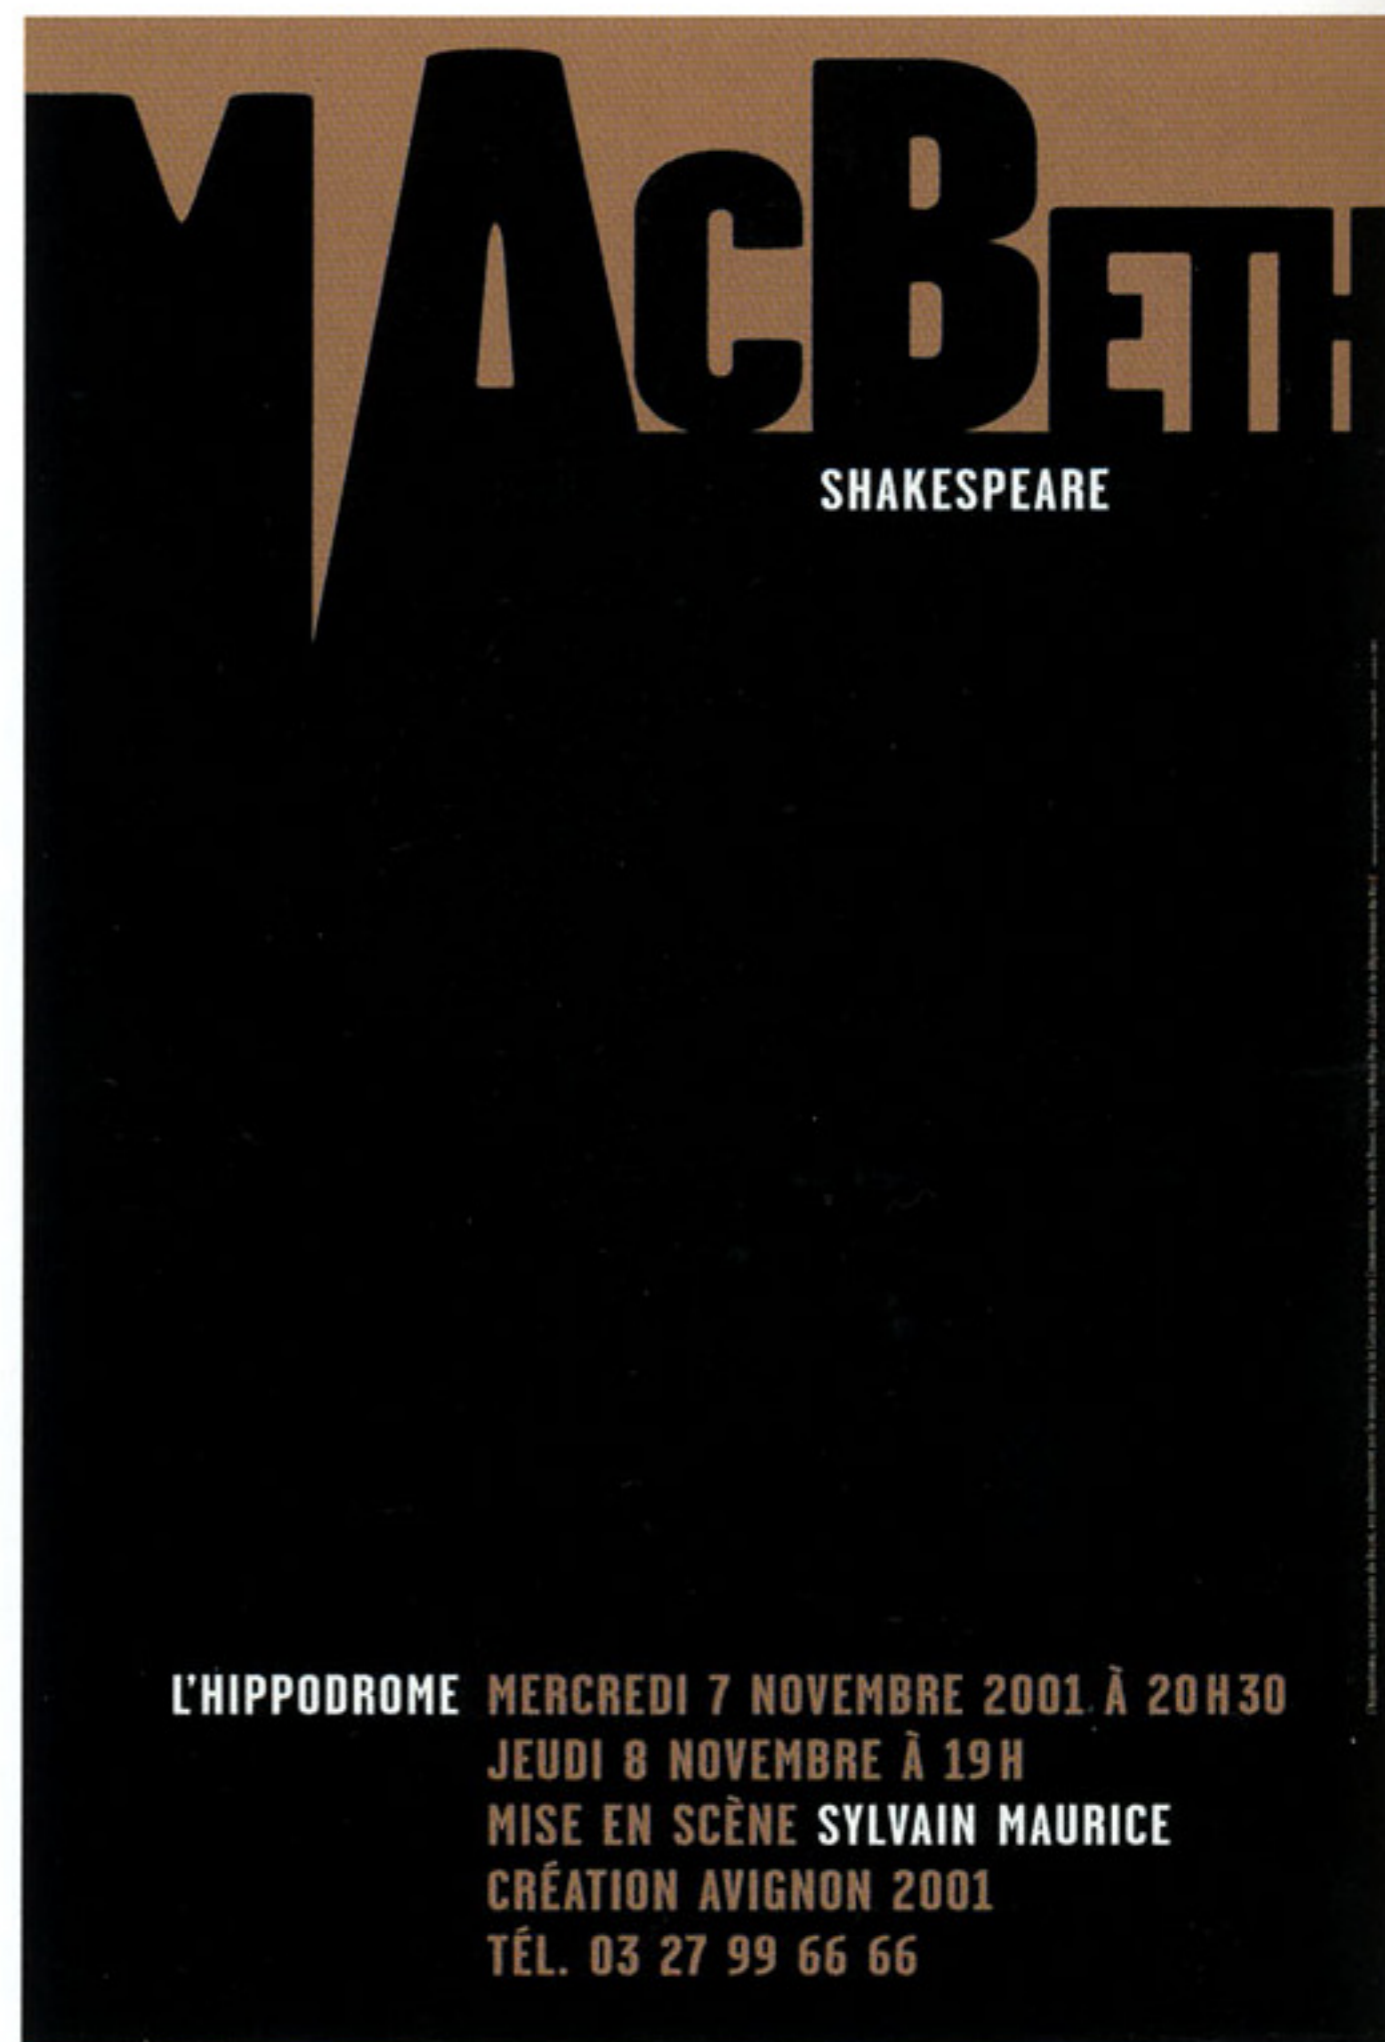 MACBETH
SHAKESPEARE
L'HIPPODROME MERCREDI 7 NOVEMBRE 2001 À 20H30
JEUDI 8 NOVEMBRE À 19H
MISE EN SCÈNE SYLVAIN MAURICE
CRÉATION AVIGNON 2001
TÉL. 03 27 99 66 66